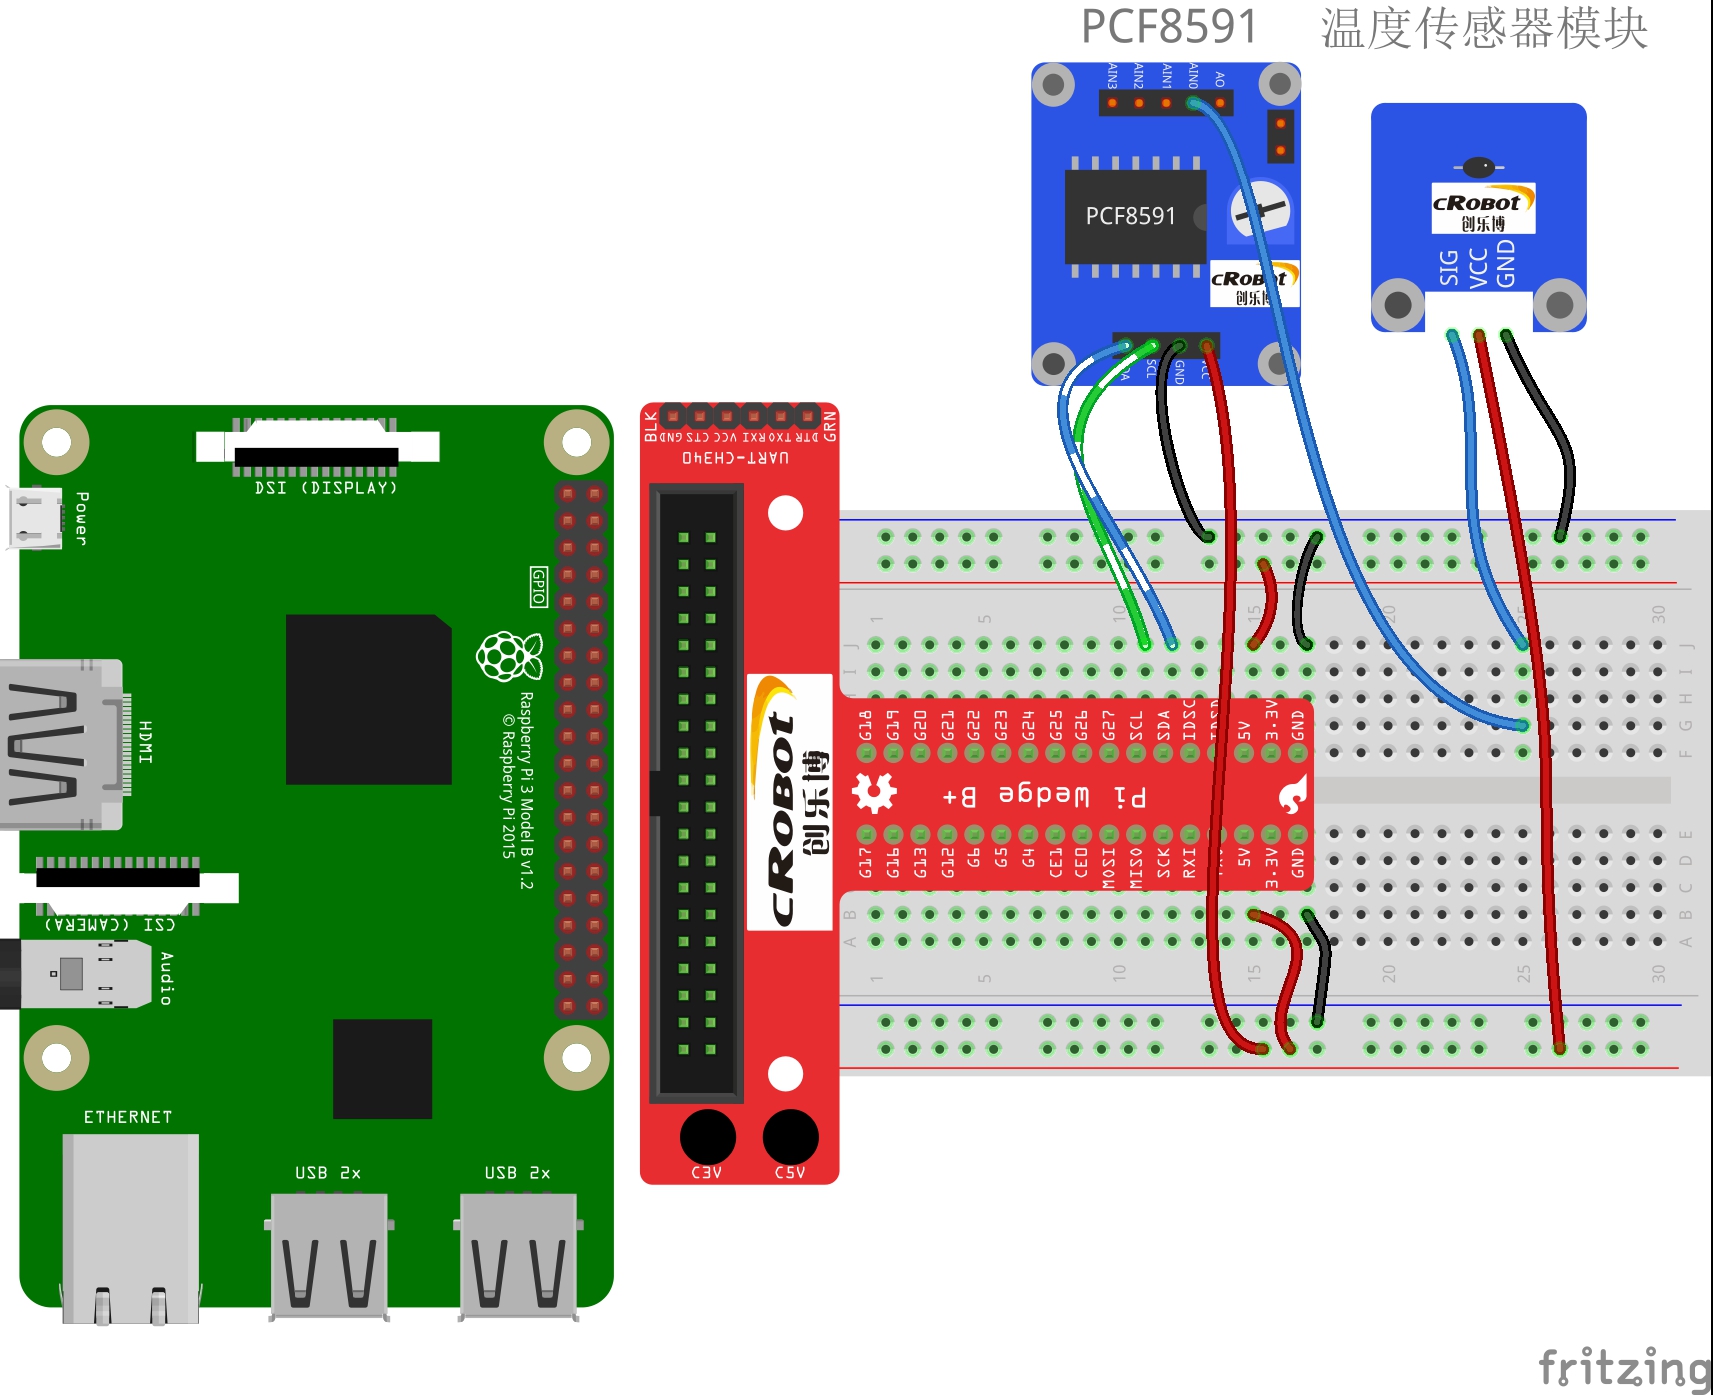 PCF8591 温度传感器模块
AIN3 AIN2 AIN1 AIN0 AO
PCF8591
cRobot
创乐博
SCL GND
cRobot
创乐博
SIG VCC GND
DSI (DISPLAY)
Power
GPIO
HDMI
Raspberry Pi 3 Model B v1.2
© Raspberry Pi 2015
CSI (CAMERA)
Audio
ETHERNET
USB 2x
USB 2x
BLK GRN
GND CTS VCC RXI TXO DTR
UART-CH340
cRobot
创乐博
C3V C5V
1 5 10 15 20 25 30
J I H G F
G18 G19 G20 G21 G22 G23 G24 G25 G26 G27 SCL SDA 5V 3.3V GND
Pi Wedge B+
G17 G16 G13 G12 G6 G5 G4 CE1 CE0 MOSI MISO SCK RXI 5V 3.3V GND
E D C B A
B A
1 5 10 15 20 25 30
fritzing